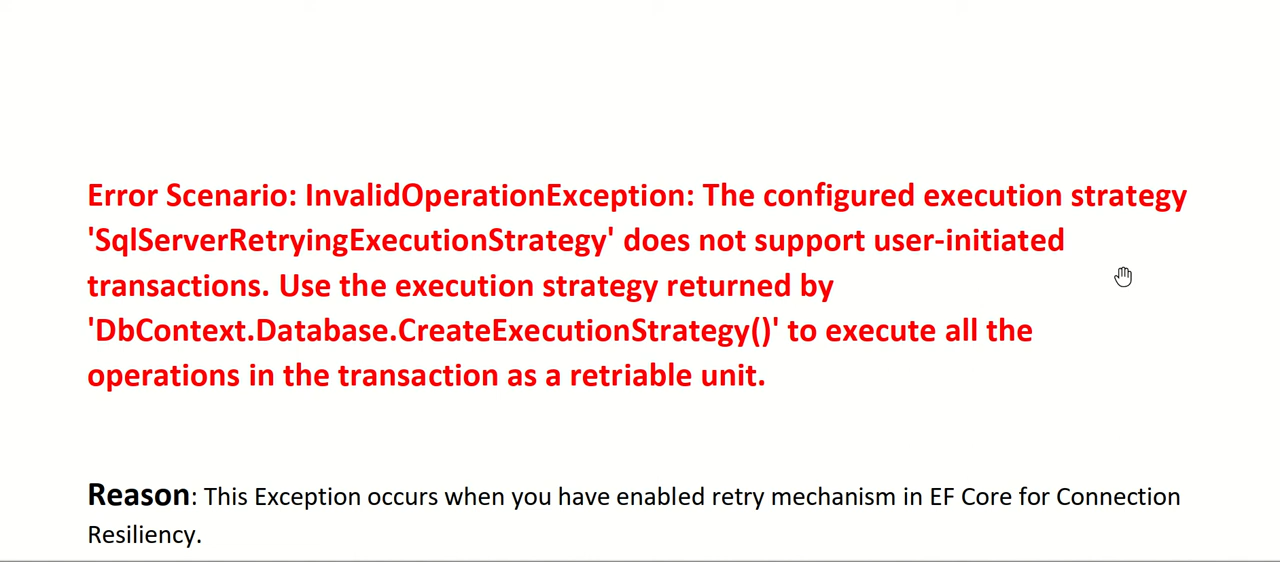 Error Scenario: InvalidOperationException: The configured execution strategy
'SqlServerRetryingExecutionStrategy' does not support user-initiated
transactions. Use the execution strategy returned by
'DbContext.Database.CreateExecutionStrategy()' to execute all the
operations in the transaction as a retriable unit.
Reason: This Exception occurs when you have enabled retry mechanism in EF Core for Connection
Resiliency.